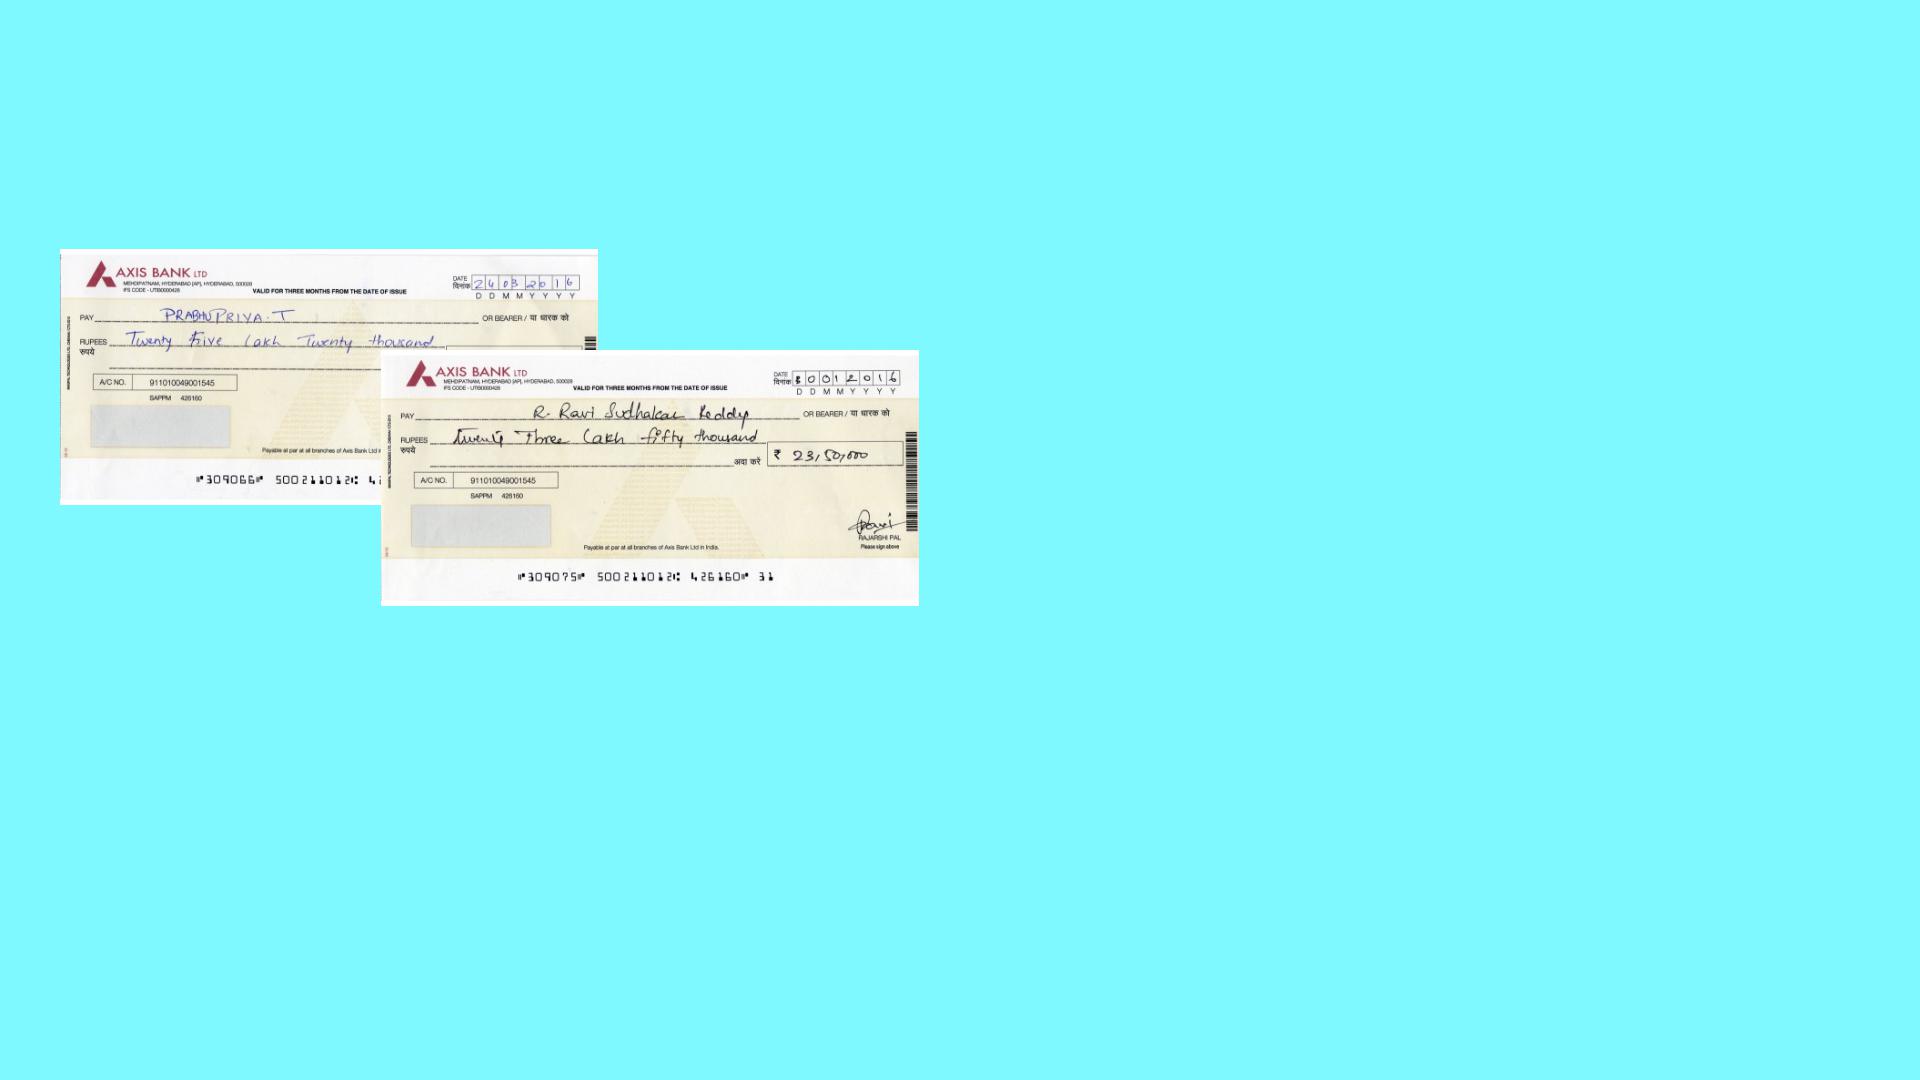 AXIS BANK LTD
MEHDIPATNAM, HYDERABAD [AP], HYDERABAD, 500028
IFS CODE - UTIB0000426
VALID FOR THREE MONTHS FROM THE DATE OF ISSUE
DATE
दिनांक 24032016
D D M M Y Y Y Y
PAY PRABHU PRIYA. T OR BEARER / या धारक को
RUPEES Twenty Five Lakh Twenty thousand
रुपये
A/C NO. 911010049001545
SAPPM 426160
Payable at par at all branches of Axis Bank Ltd
⑈309066⑈ 500211012⑆
AXIS BANK LTD
MEHDIPATNAM, HYDERABAD [AP], HYDERABAD, 500028
IFS CODE - UTIB0000426
VALID FOR THREE MONTHS FROM THE DATE OF ISSUE
DATE
दिनांक 30012016
D D M M Y Y Y Y
PAY R. Ravi Sudhakar Reddy OR BEARER / या धारक को
RUPEES Twenty Three Lakh fifty thousand
रुपये
अदा करें ₹ 23,50,000
A/C NO. 911010049001545
SAPPM 426160
Ravi
RAJARSHI PAL
Please sign above
Payable at par at all branches of Axis Bank Ltd in India.
⑈309075⑈ 500211012⑆ 426160⑈ 31